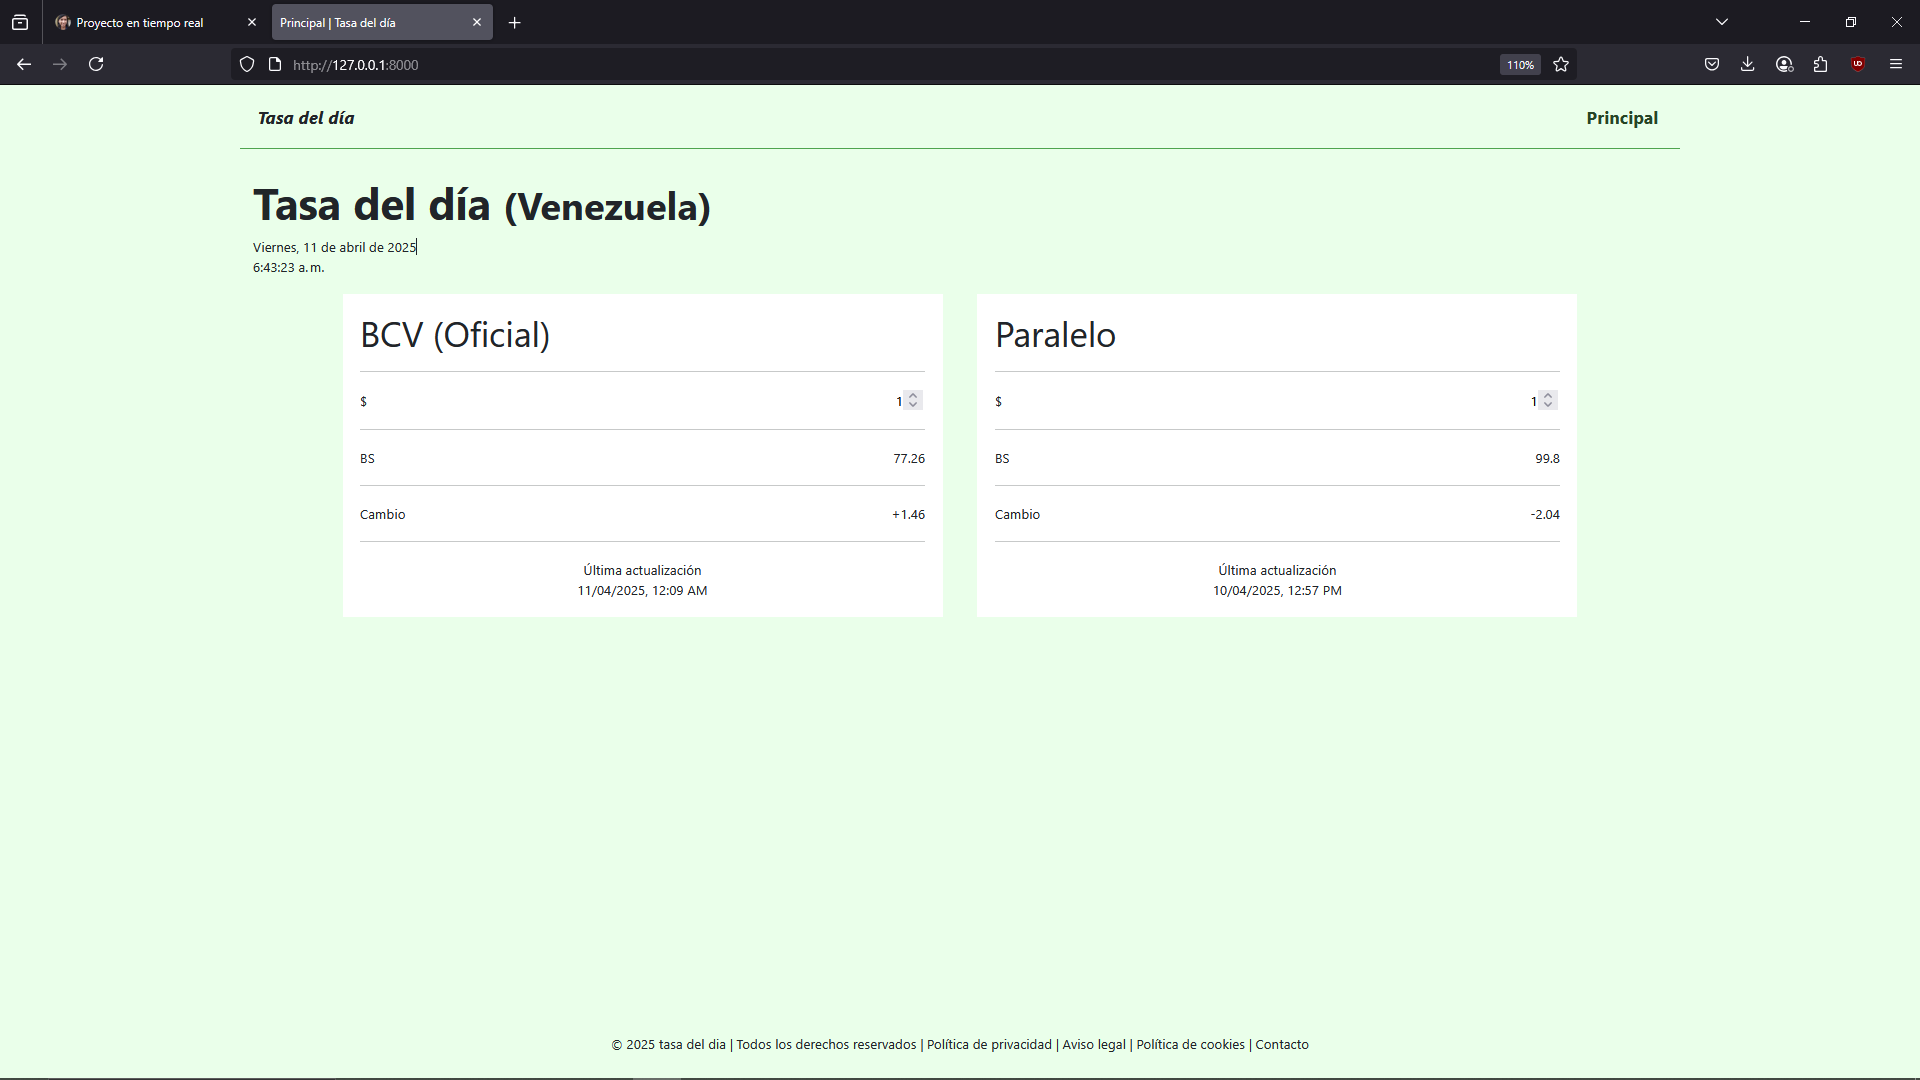 Proyecto en tiempo real
Principal | Tasa del día
http://127.0.0.1:8000
110%
Tasa del día
Principal
Tasa del día (Venezuela)
Viernes, 11 de abril de 2025
6:43:23 a. m.
BCV (Oficial)
$ 1
BS 77.26
Cambio +1.46
Última actualización
11/04/2025, 12:09 AM
Paralelo
$ 1
BS 99.8
Cambio -2.04
Última actualización
10/04/2025, 12:57 PM
© 2025 tasa del dia | Todos los derechos reservados | Política de privacidad | Aviso legal | Política de cookies | Contacto